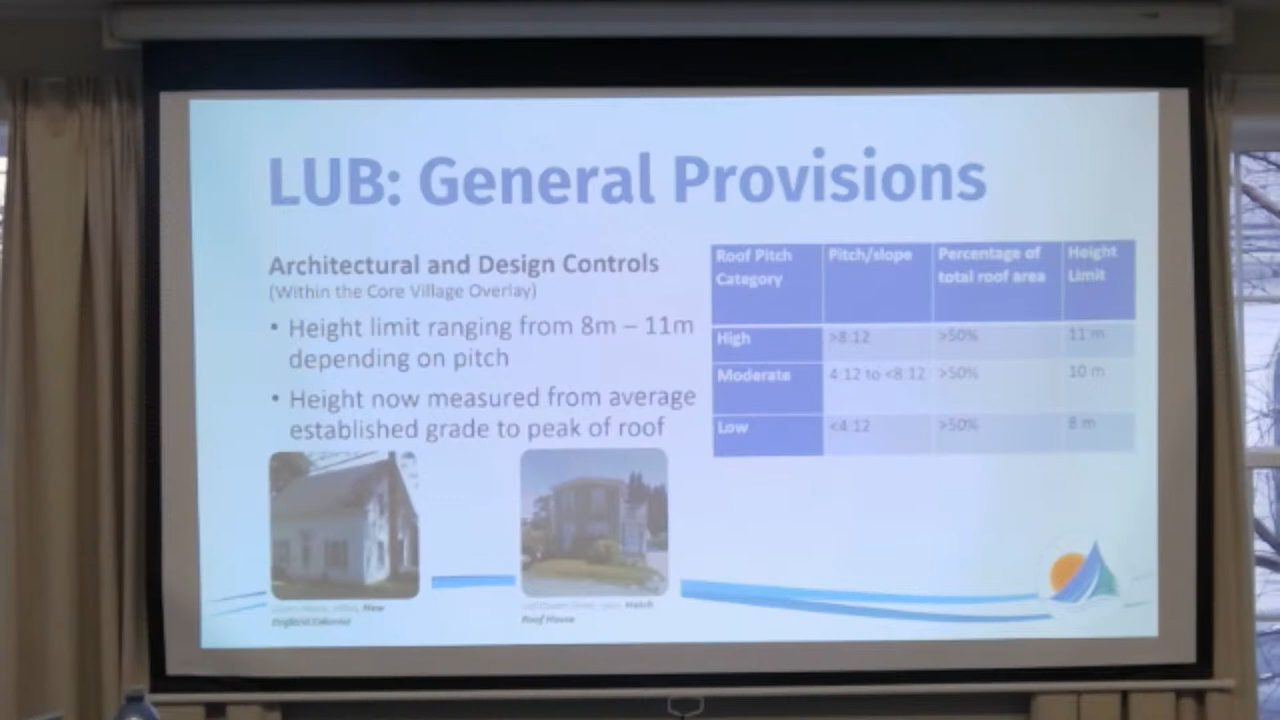 LUB: General Provisions
Architectural and Design Controls
(Within the Core Village Overlay)
• Height limit ranging from 8m – 11m
depending on pitch
• Height now measured from average
established grade to peak of roof
Roof Pitch Category Pitch/slope Percentage of total roof area Height Limit
High >8:12 >50% 11 m
Moderate 4:12 to <8:12 >50% 10 m
Low <4:12 >50% 8 m
New
England Colonial
Roof House